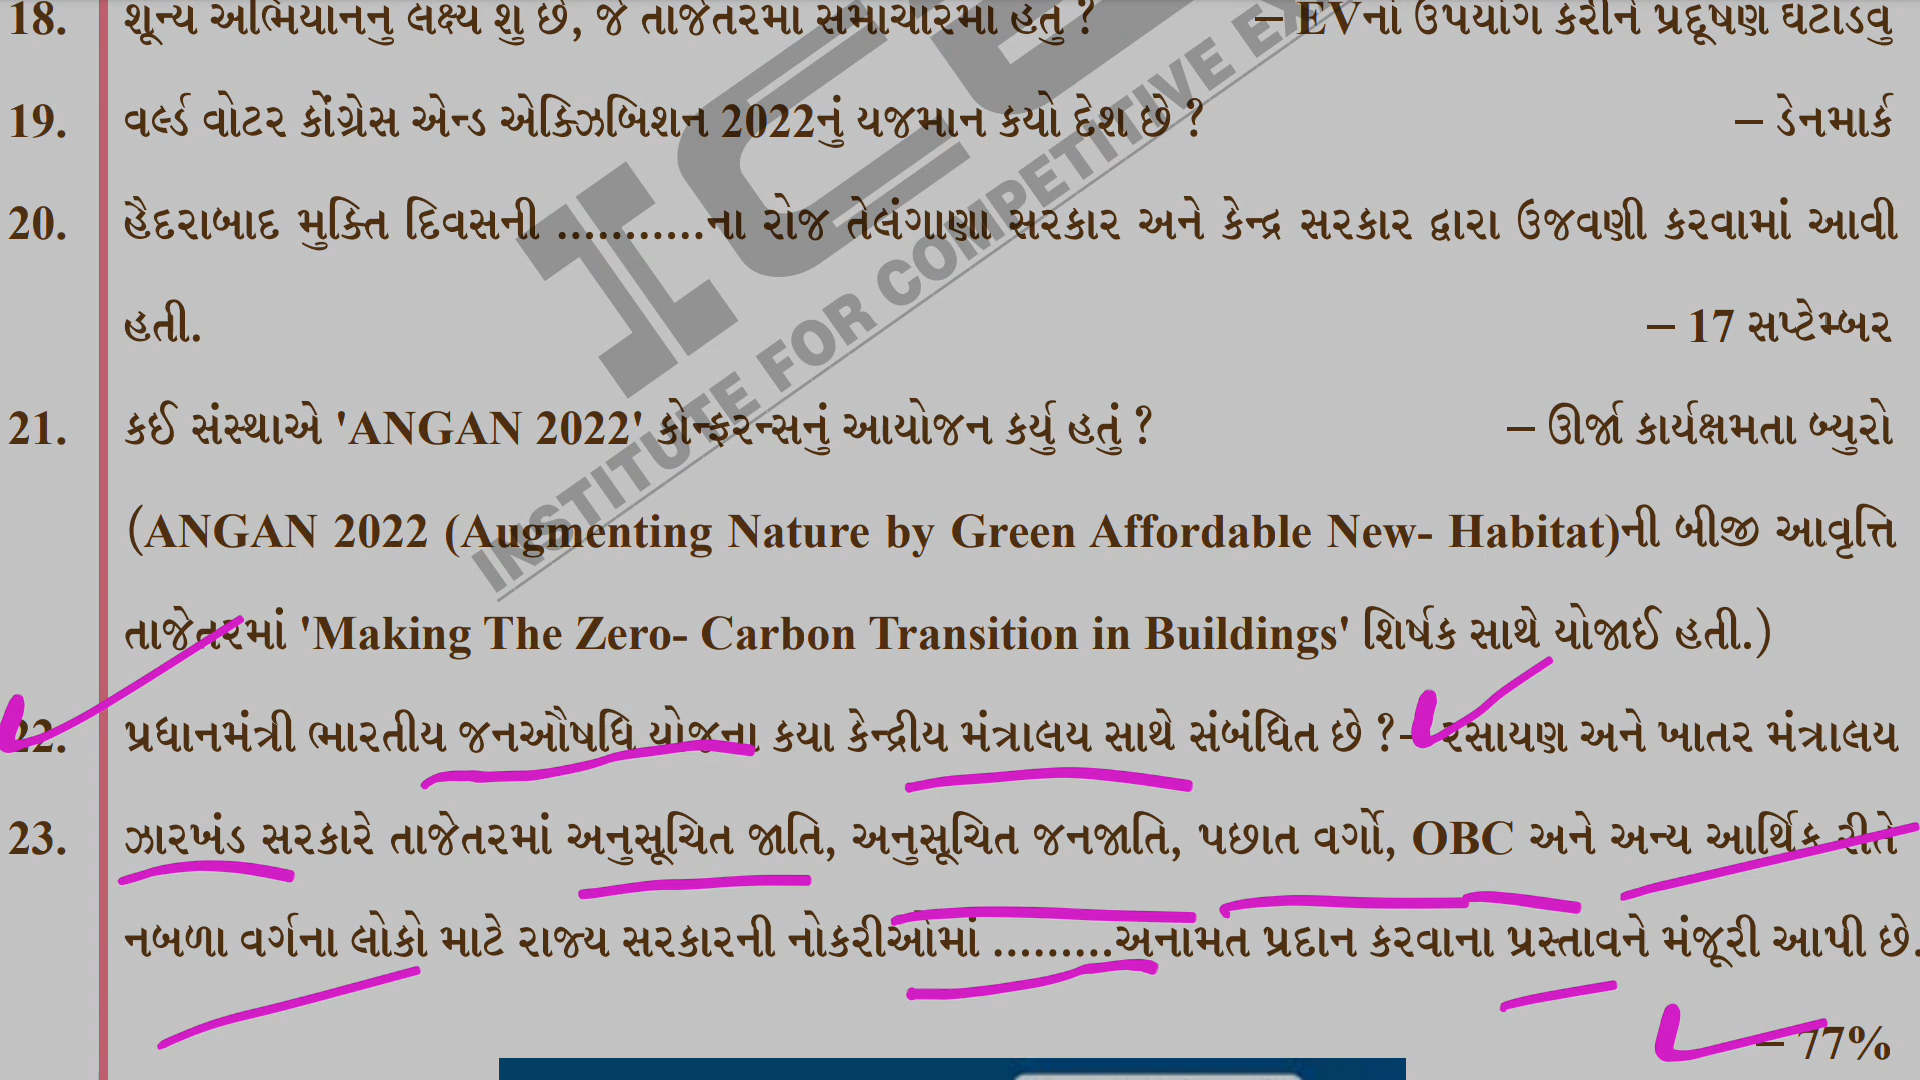 18. શૂન્ય અભિયાનનું લક્ષ્ય શું છે, જે તાજેતરમાં સમાચારમાં હતું ? – EVનો ઉપયોગ કરીને પ્રદૂષણ ઘટાડવું
19. વર્લ્ડ વોટર કોંગ્રેસ એન્ડ એક્ઝિબિશન 2022નું યજમાન કયો દેશ છે ? – ડેનમાર્ક
20. હૈદરાબાદ મુક્તિ દિવસની ...........ના રોજ તેલંગાણા સરકાર અને કેન્દ્ર સરકાર દ્વારા ઉજવણી કરવામાં આવી
હતી. – 17 સપ્ટેમ્બર
21. કઈ સંસ્થાએ 'ANGAN 2022' કોન્ફરન્સનું આયોજન કર્યુ હતું ? – ઊર્જા કાર્યક્ષમતા બ્યુરો
(ANGAN 2022 (Augmenting Nature by Green Affordable New- Habitat)ની બીજી આવૃત્તિ
તાજેતરમાં 'Making The Zero- Carbon Transition in Buildings' શિર્ષક સાથે યોજાઈ હતી.)
22. પ્રધાનમંત્રી ભારતીય જનઔષધિ યોજના કયા કેન્દ્રીય મંત્રાલય સાથે સંબંધિત છે ?– રસાયણ અને ખાતર મંત્રાલય
23. ઝારખંડ સરકારે તાજેતરમાં અનુસૂચિત જાતિ, અનુસૂચિત જનજાતિ, પછાત વર્ગો, OBC અને અન્ય આર્થિક રીતે
નબળા વર્ગના લોકો માટે રાજ્ય સરકારની નોકરીઓમાં .........અનામત પ્રદાન કરવાના પ્રસ્તાવને મંજૂરી આપી છે.
– 77%
INSTITUTE FOR COMPETITIVE